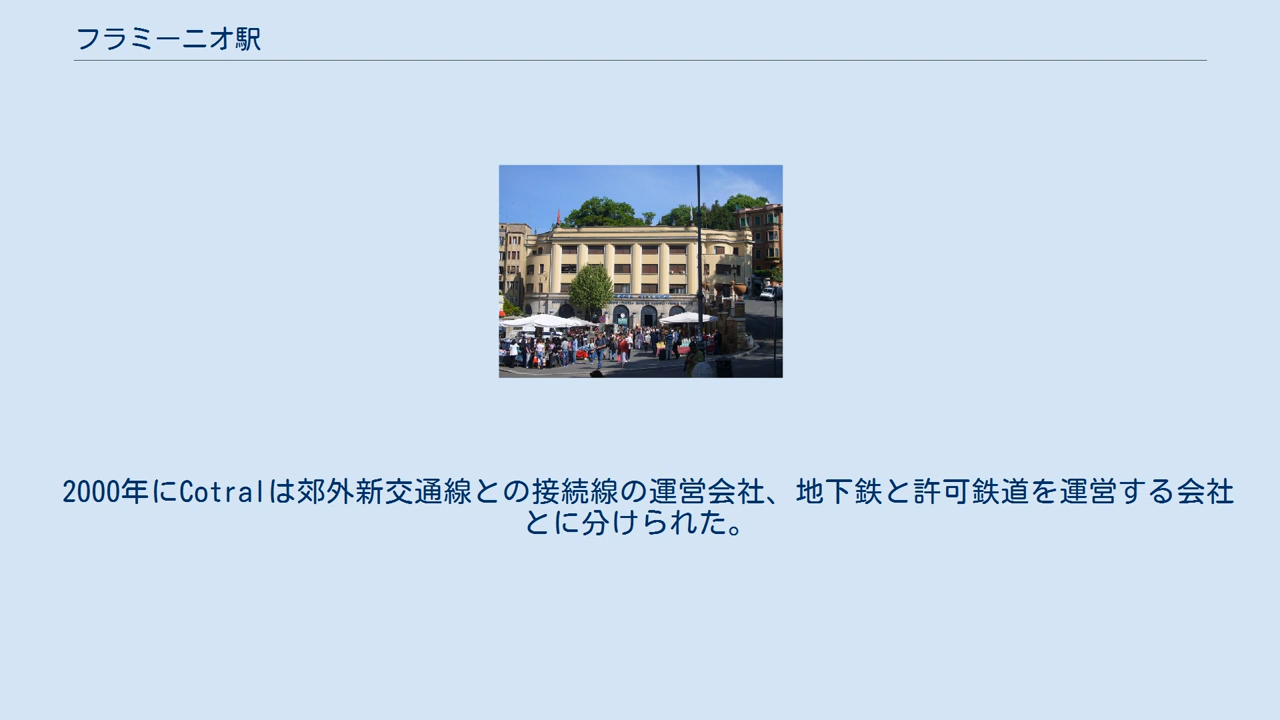 フラミーニオ駅
2000年にCotralは郊外新交通線との接続線の運営会社、地下鉄と許可鉄道を運営する会社
とに分けられた。